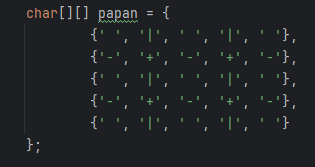 char[][] papan = {
{' ', '|', ' ', '|', ' '},
{'-', '+', '-', '+', '-'},
{' ', '|', ' ', '|', ' '},
{'-', '+', '-', '+', '-'},
{' ', '|', ' ', '|', ' '}
};